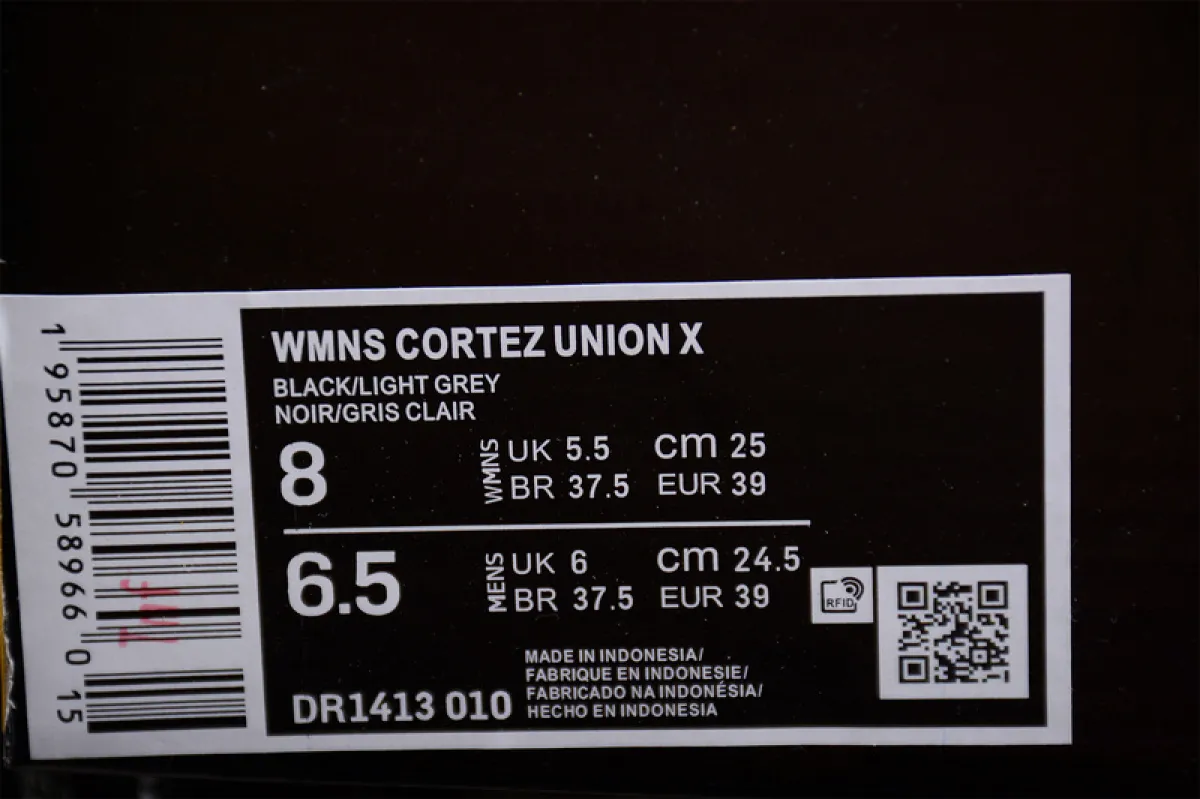 1 95870 58966 0 15
WMNS CORTEZ UNION X
BLACK/LIGHT GREY
NOIR/GRIS CLAIR
8 WMNS UK 5.5 cm 25
BR 37.5 EUR 39
6.5 MENS UK 6 cm 24.5
BR 37.5 EUR 39
RFID
MADE IN INDONESIA/
FABRIQUE EN INDONESIE/
FABRICADO NA INDONÉSIA/
HECHO EN INDONESIA
DR1413 010